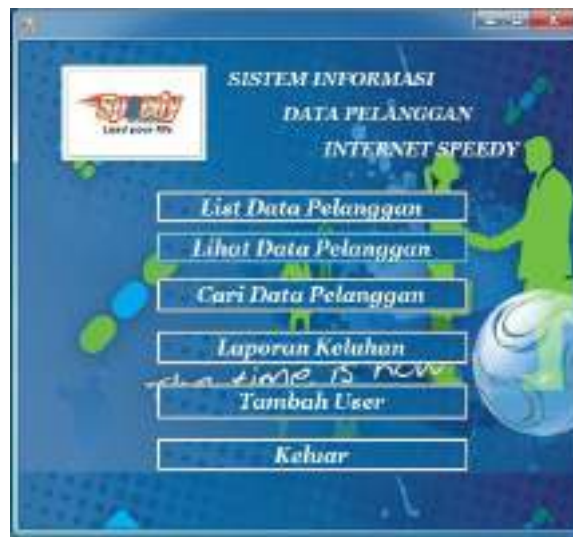 SISTEM INFORMASI
DATA PELANGGAN
INTERNET SPEEDY
speedy
List Data Pelanggan
Lihat Data Pelanggan
Cari Data Pelanggan
Laporan Keluhan
time is now
Tambah User
Keluar